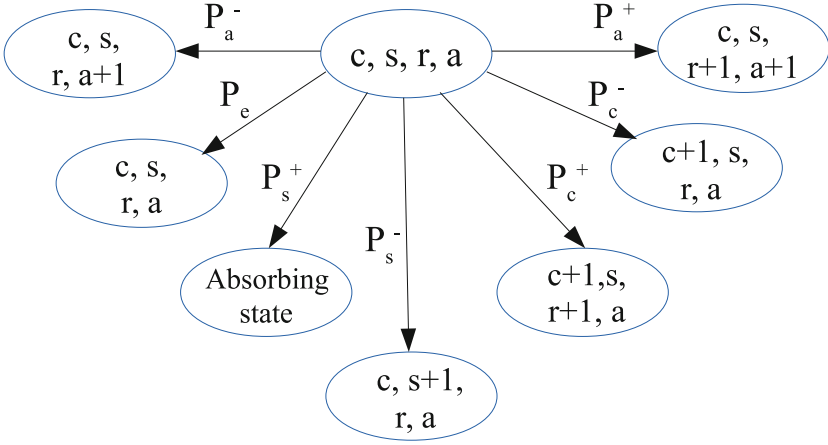 P_a^-
c, s, r, a
P_a^+
c, s,
r, a+1
c, s,
r+1, a+1
P_e
P_c^-
c, s,
r, a
P_s^+
P_c^+
c+1, s,
r, a
P_s^-
Absorbing
state
c+1,s,
r+1, a
c, s+1,
r, a